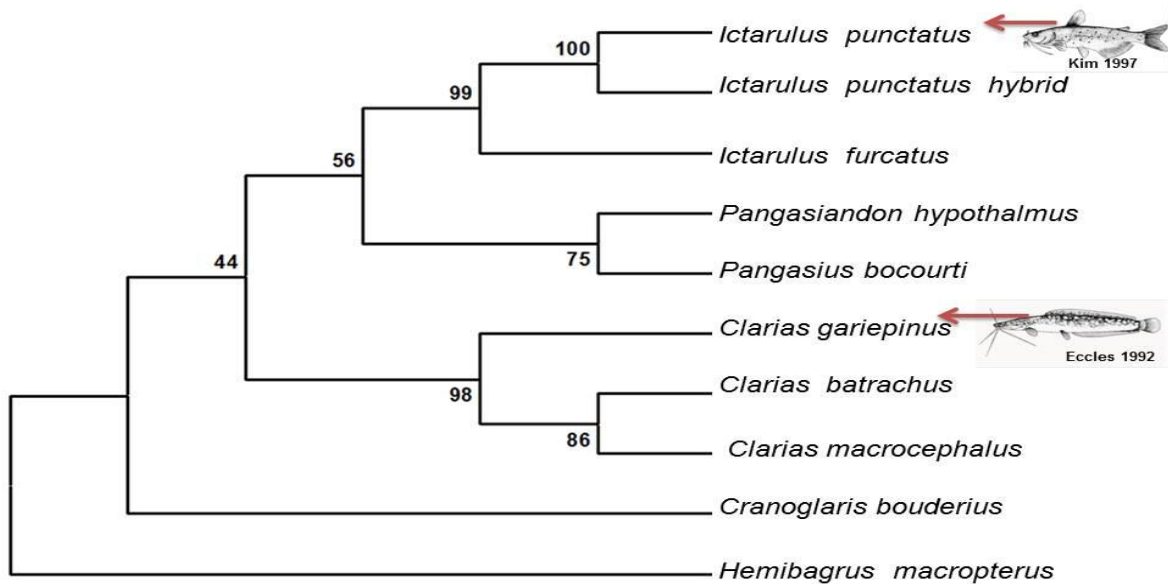 Ictarulus punctatus
Kim 1997
100
Ictarulus punctatus hybrid
99
Ictarulus furcatus
56
Pangasiandon hypothalmus
75
Pangasius bocourti
44
Clarias gariepinus
Eccles 1992
98
Clarias batrachus
86
Clarias macrocephalus
Cranoglaris bouderius
Hemibagrus macropterus